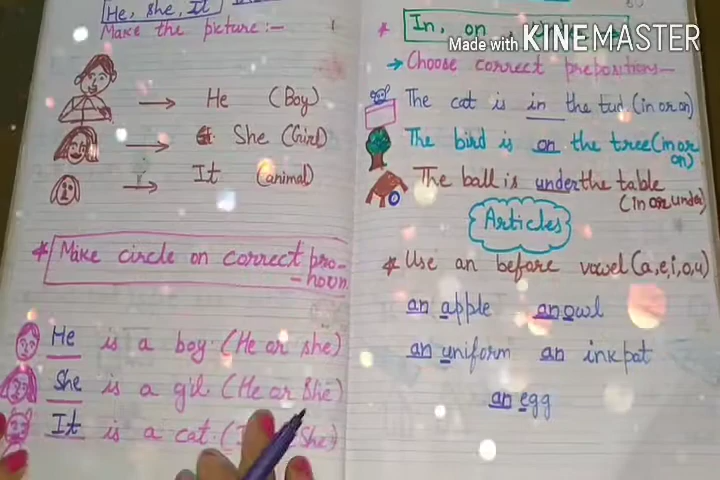 He, she, It
Make the picture:-
→ He (Boy)
→ She (Girl)
→ It (animal)
* Make circle on correct pro-
-noun
He is a boy. (He or she)
She is a gil. (He or She)
It is a cat. ( She)
* In, on
Made with KINEMASTER
→ Choose correct prepositions—
The cat is in the tud. (in or on)
The bird is on the tree (in or
on)
The ball is under the table
(in or under)
Articles
* Use an before vowel (a,e,i,o,u)
an apple an owl
an uniform an inkpat
an egg